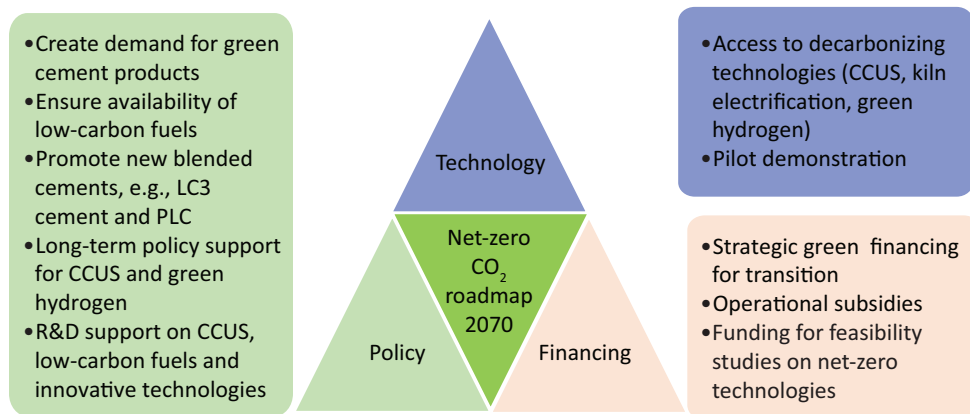 •Create demand for green
cement products
•Ensure availability of
low-carbon fuels
•Promote new blended
cements, e.g., LC3
cement and PLC
•Long-term policy support
for CCUS and green
hydrogen
•R&D support on CCUS,
low-carbon fuels and
innovative technologies
Technology
Net-zero
CO₂
roadmap
2070
Policy
Financing
•Access to decarbonizing
technologies (CCUS, kiln
electrification, green
hydrogen)
•Pilot demonstration
•Strategic green financing
for transition
•Operational subsidies
•Funding for feasibility
studies on net-zero
technologies